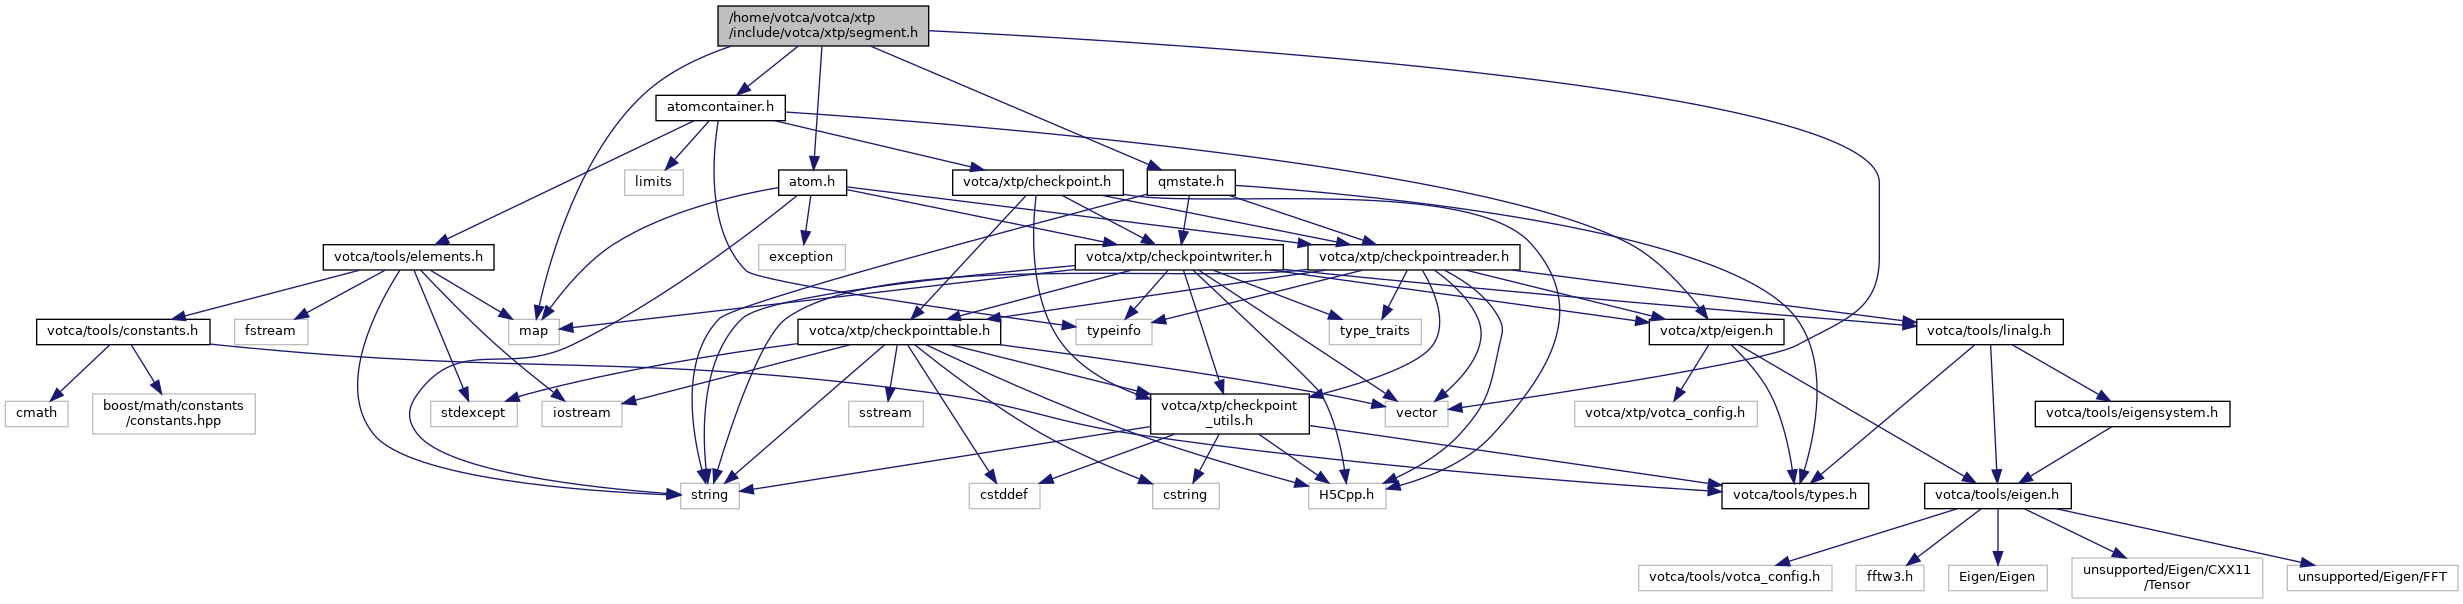 /home/votca/votca/xtp
/include/votca/xtp/segment.h
atomcontainer.h
limits
atom.h
votca/xtp/checkpoint.h
qmstate.h
votca/tools/elements.h
exception
votca/xtp/checkpointwriter.h
votca/xtp/checkpointreader.h
votca/tools/constants.h
fstream
map
votca/xtp/checkpointtable.h
typeinfo
type_traits
votca/xtp/eigen.h
votca/tools/linalg.h
cmath
boost/math/constants
/constants.hpp
stdexcept
iostream
sstream
votca/xtp/checkpoint
_utils.h
vector
votca/xtp/votca_config.h
votca/tools/eigensystem.h
string
cstddef
cstring
H5Cpp.h
votca/tools/types.h
votca/tools/eigen.h
votca/tools/votca_config.h
fftw3.h
Eigen/Eigen
unsupported/Eigen/CXX11
/Tensor
unsupported/Eigen/FFT